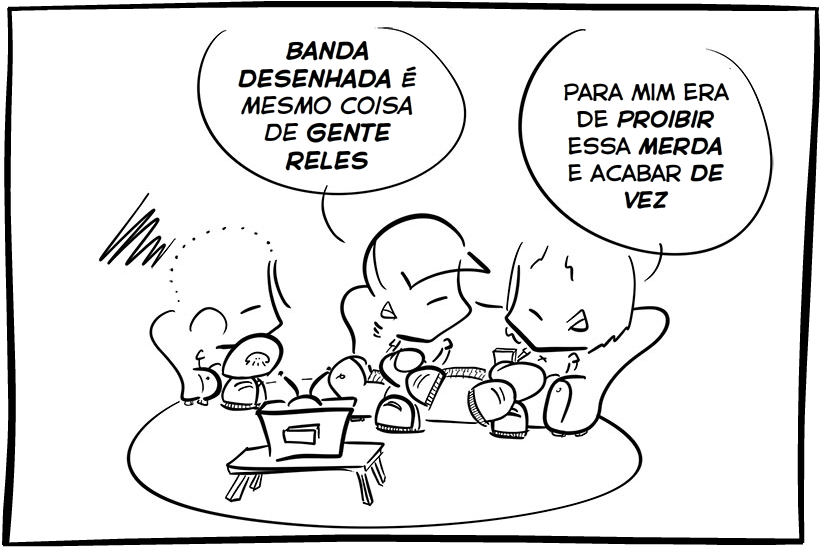 BANDA
DESENHADA É
MESMO COISA
DE GENTE
RELES
PARA MIM ERA
DE PROIBIR
ESSA MERDA
E ACABAR DE
VEZ